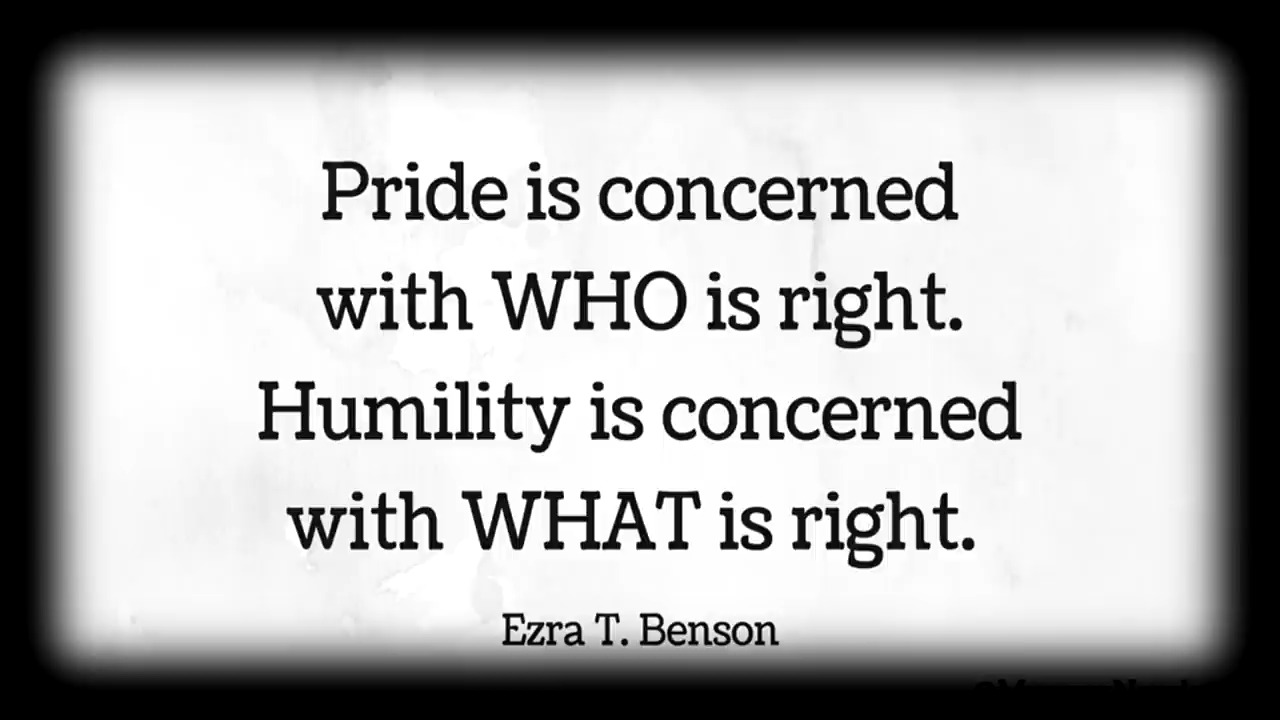 Pride is concerned
with WHO is right.
Humility is concerned
with WHAT is right.
Ezra T. Benson